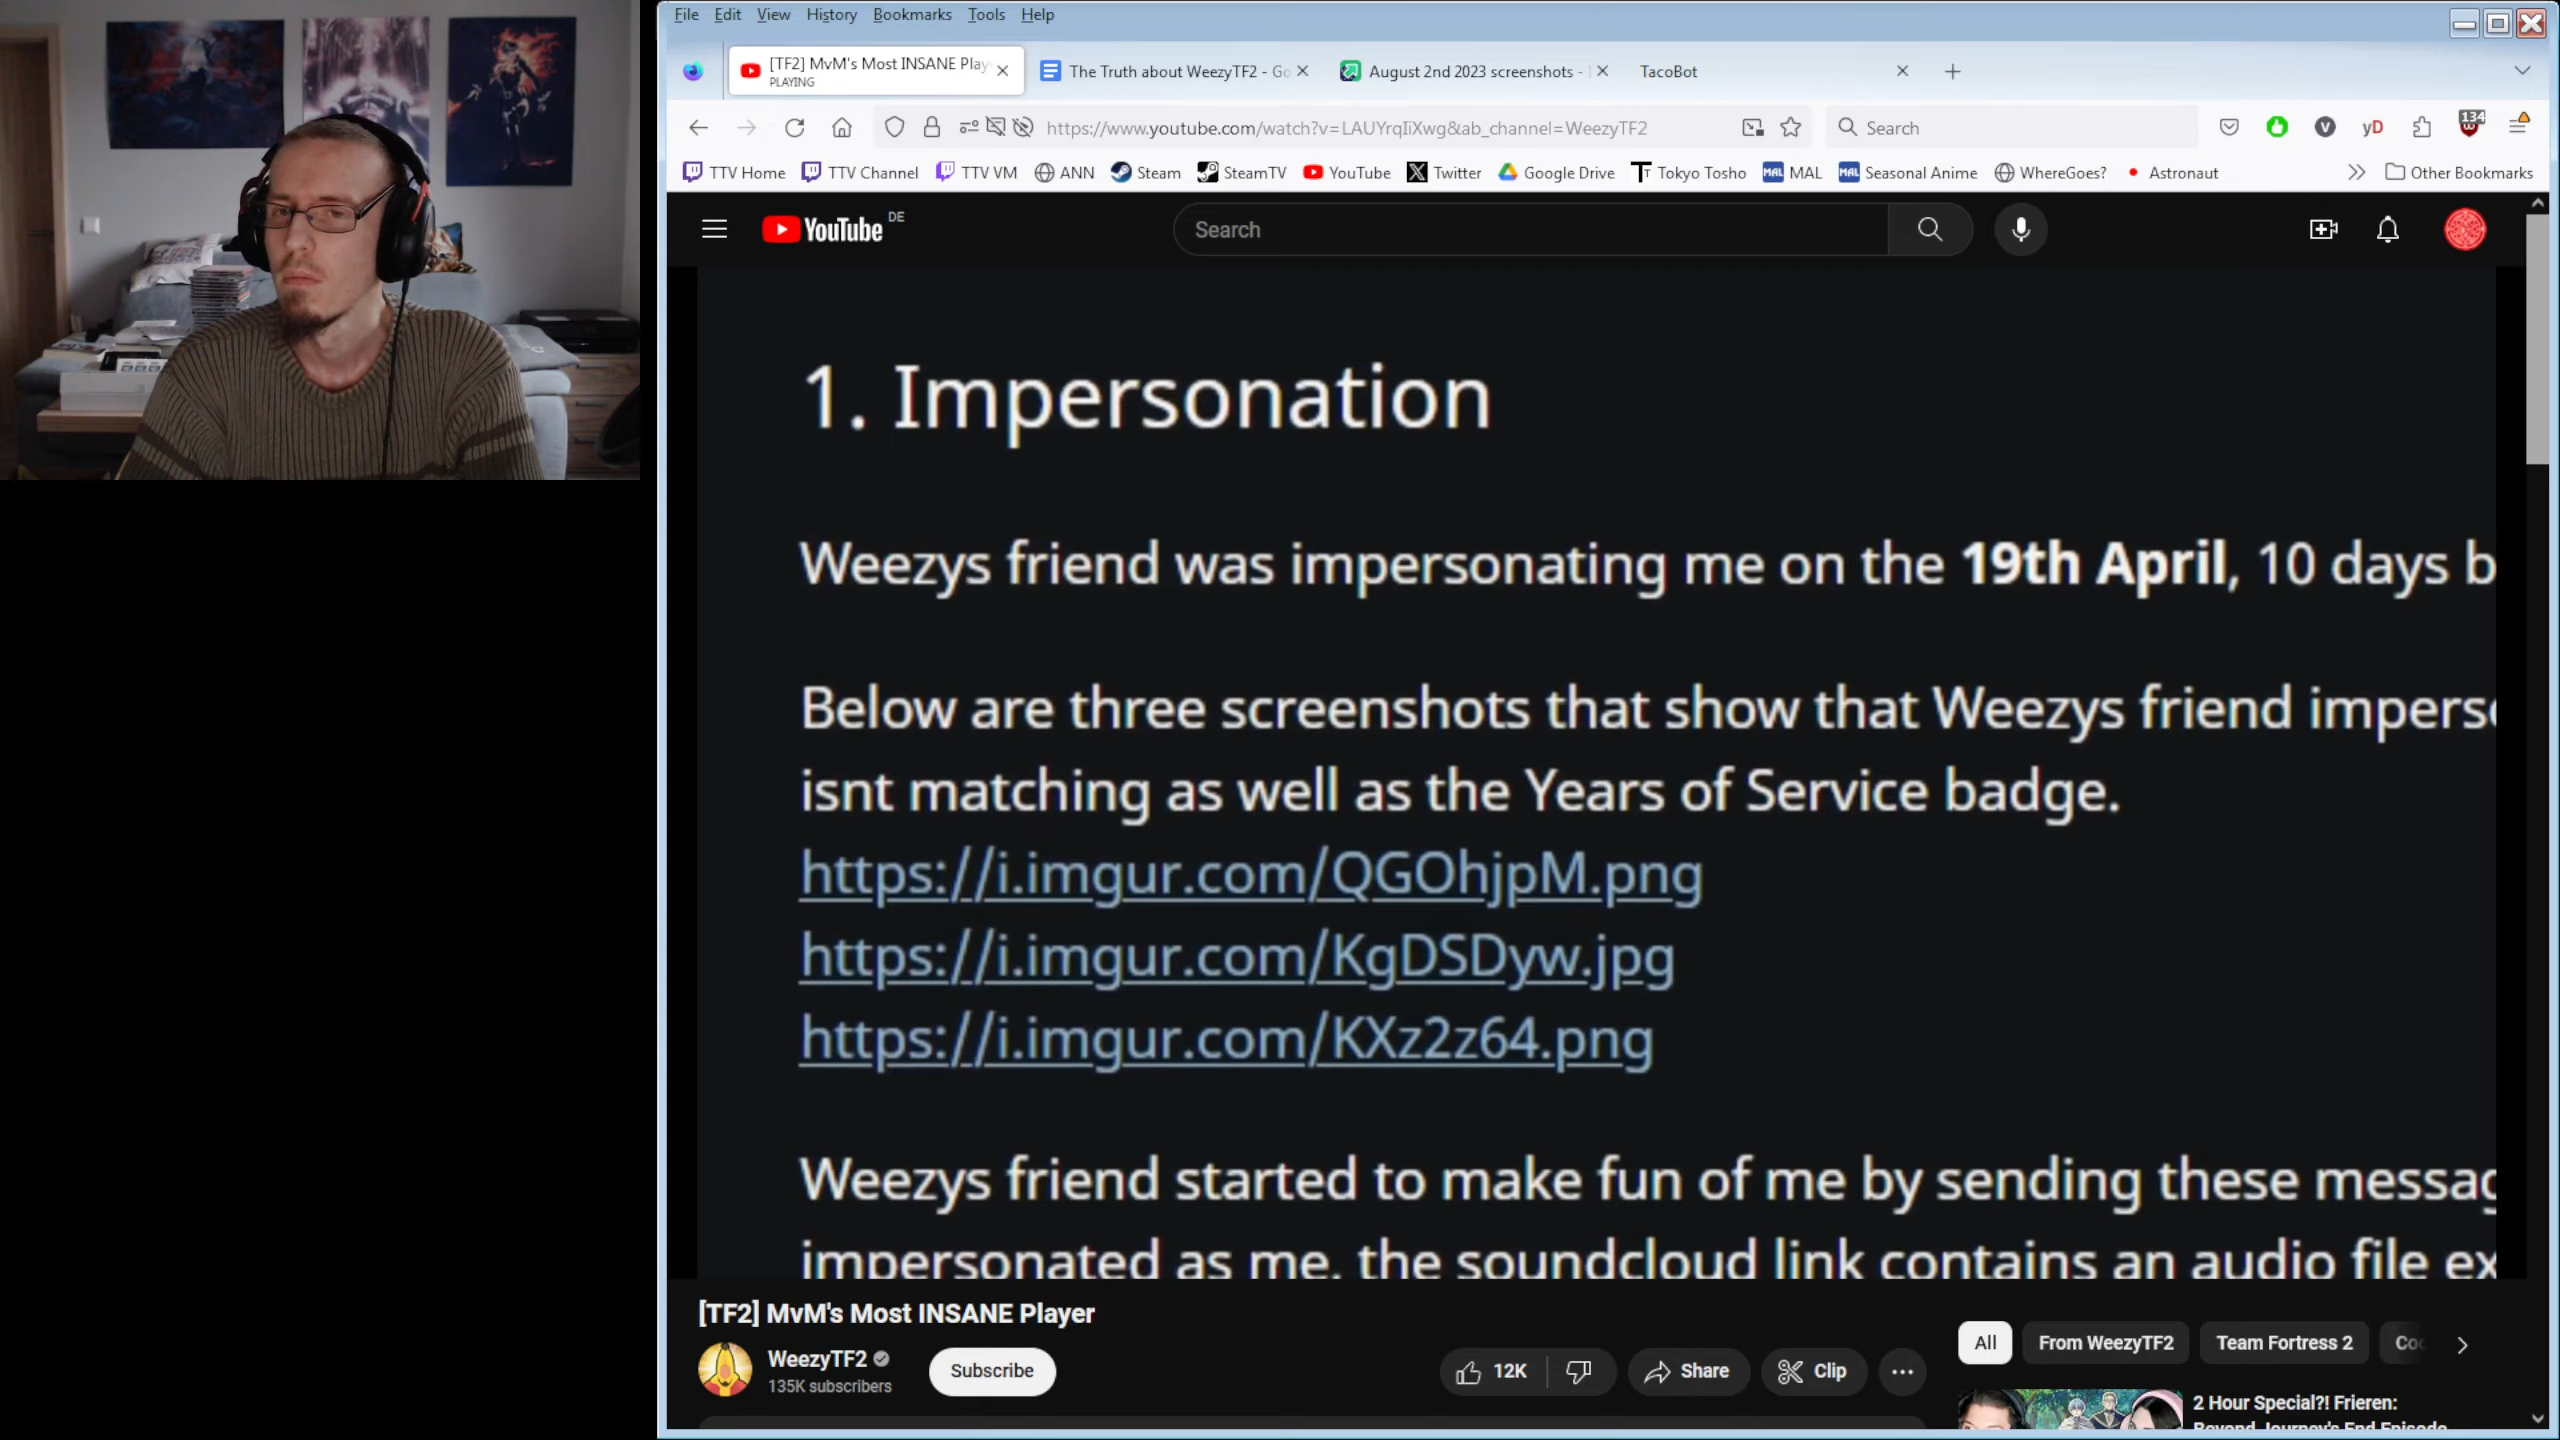 File Edit View History Bookmarks Tools Help
[TF2] MvM's Most INSANE Play
PLAYING
The Truth about WeezyTF2 - Go
August 2nd 2023 screenshots -
TacoBot
https://www.youtube.com/watch?v=LAUYrqIiXwg&ab_channel=WeezyTF2
Search
134
V
yD
TTV Home TTV Channel TTV VM ANN Steam SteamTV YouTube Twitter Google Drive Tokyo Tosho MAL Seasonal Anime WhereGoes? Astronaut Other Bookmarks
YouTube DE
Search
1. Impersonation
Weezys friend was impersonating me on the 19th April, 10 days b
Below are three screenshots that show that Weezys friend imperso
isnt matching as well as the Years of Service badge.
https://i.imgur.com/QGOhjpM.png
https://i.imgur.com/KgDSDyw.jpg
https://i.imgur.com/KXz2z64.png
Weezys friend started to make fun of me by sending these messag
impersonated as me, the soundcloud link contains an audio file ex
[TF2] MvM's Most INSANE Player
WeezyTF2
135K subscribers
Subscribe
12K
Share
Clip
All
From WeezyTF2
Team Fortress 2
2 Hour Special?! Frieren:
Beyond Journey's End Episode